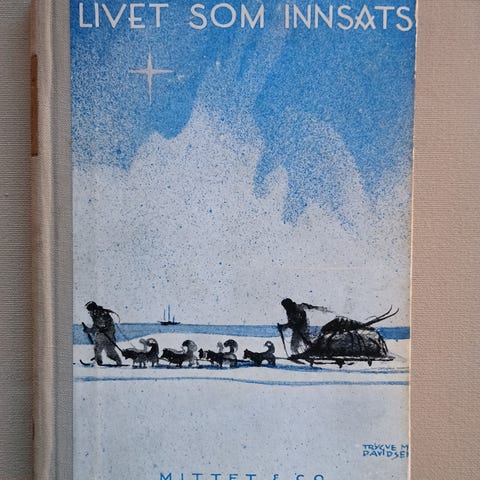 LIVET SOM INNSATS
TRYGVE M
DAVIDSEN
MITTET & CO